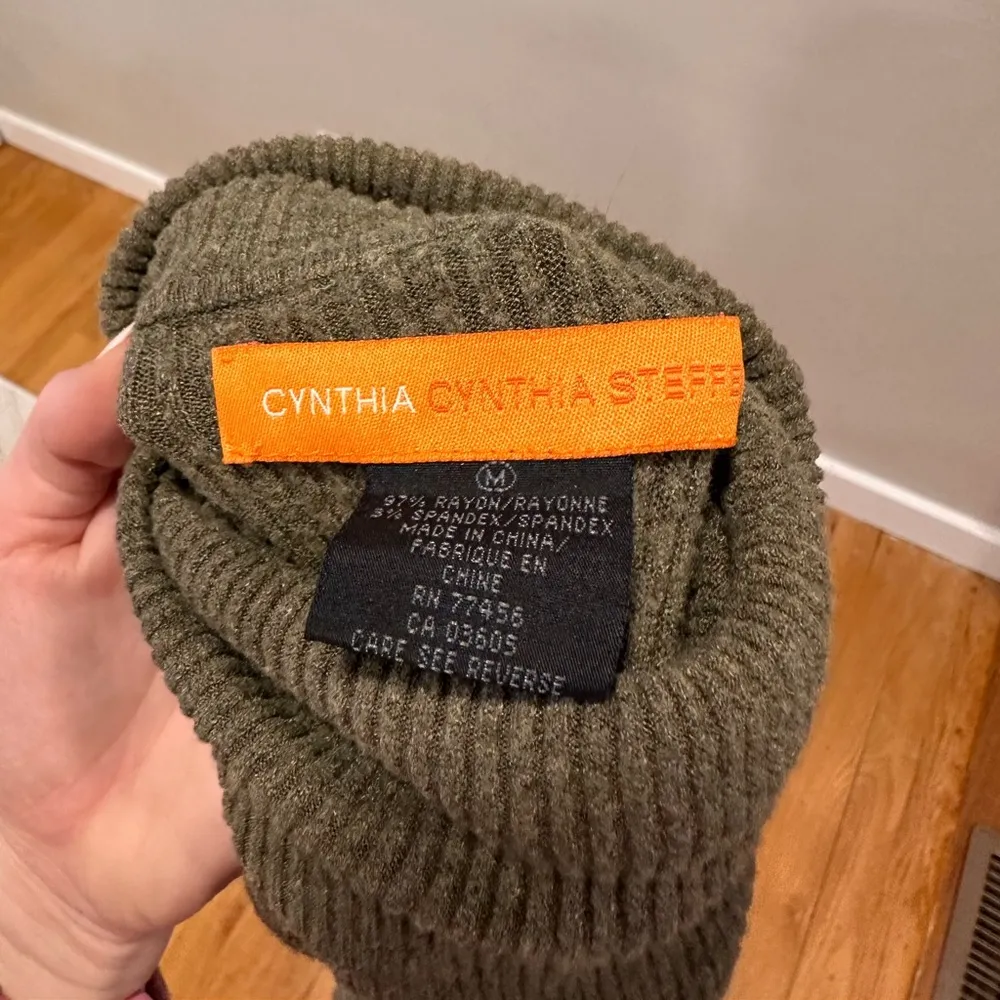 CYNTHIA CYNTHIA STEFFE
M
97% RAYON/RAYONNE
3% SPANDEX/SPANDEX
MADE IN CHINA/
FABRIQUE EN
CHINE
RN 77456
CA 03605
CARE SEE REVERSE